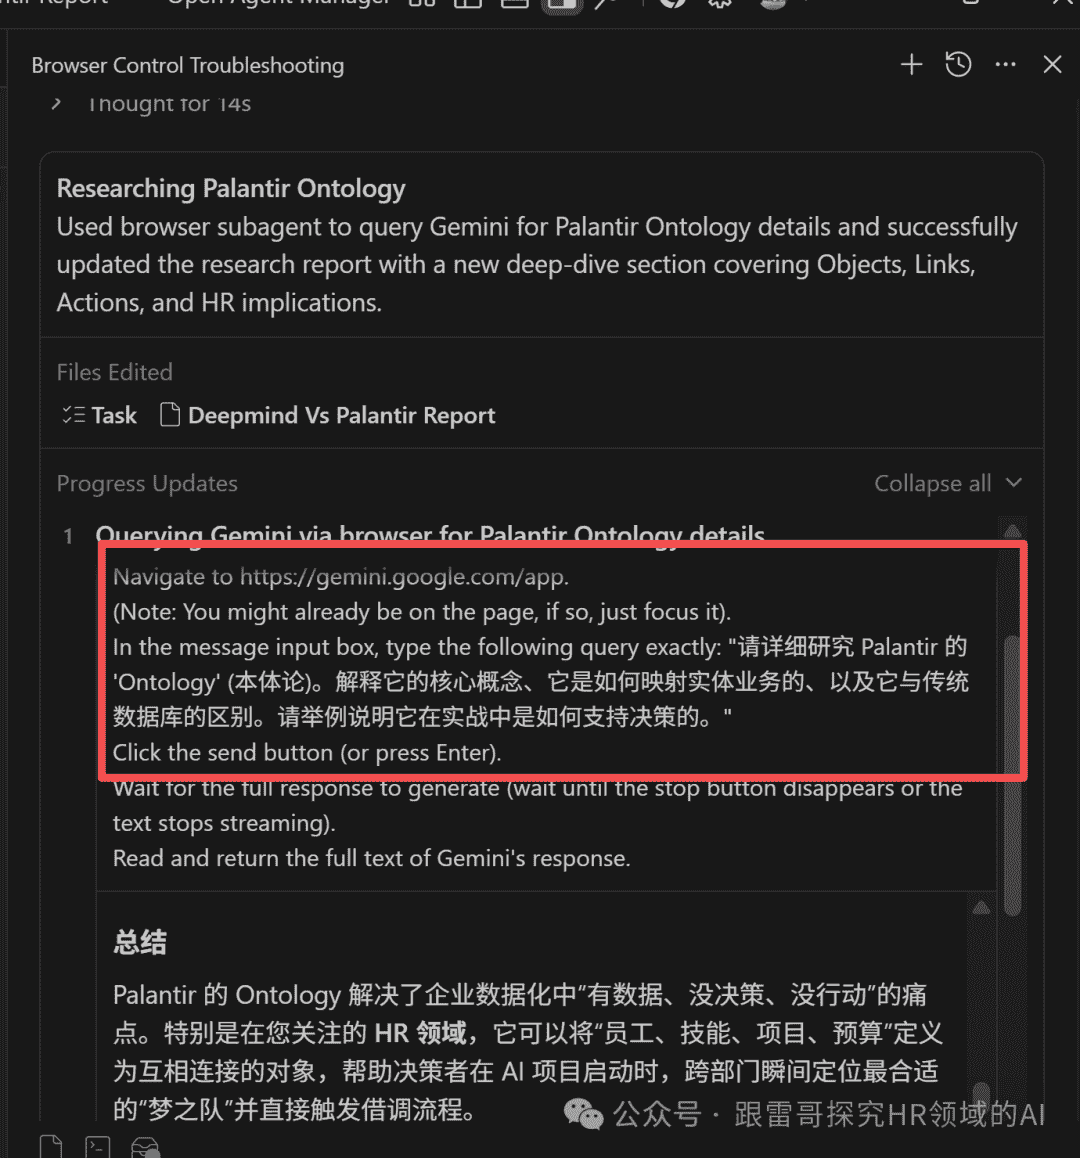 Open Agent Manager
Browser Control Troubleshooting
Thought for 14s
Researching Palantir Ontology
Used browser subagent to query Gemini for Palantir Ontology details and successfully
updated the research report with a new deep-dive section covering Objects, Links,
Actions, and HR implications.
Files Edited
Task Deepmind Vs Palantir Report
Progress Updates Collapse all
1 Querying Gemini via browser for Palantir Ontology details
Navigate to https://gemini.google.com/app.
(Note: You might already be on the page, if so, just focus it).
In the message input box, type the following query exactly: "请详细研究 Palantir 的
'Ontology' (本体论)。解释它的核心概念、它是如何映射实体业务的、以及它与传统
数据库的区别。请举例说明它在实战中是如何支持决策的。"
Click the send button (or press Enter).
Wait for the full response to generate (wait until the stop button disappears or the
text stops streaming).
Read and return the full text of Gemini's response.
总结
Palantir 的 Ontology 解决了企业数据化中“有数据、没决策、没行动”的痛
点。特别是在您关注的 HR 领域，它可以将“员工、技能、项目、预算”定义
为互相连接的对象，帮助决策者在 AI 项目启动时，跨部门瞬间定位最合适
的“梦之队”并直接触发借调流程。
公众号 · 跟雷哥探究HR领域的AI